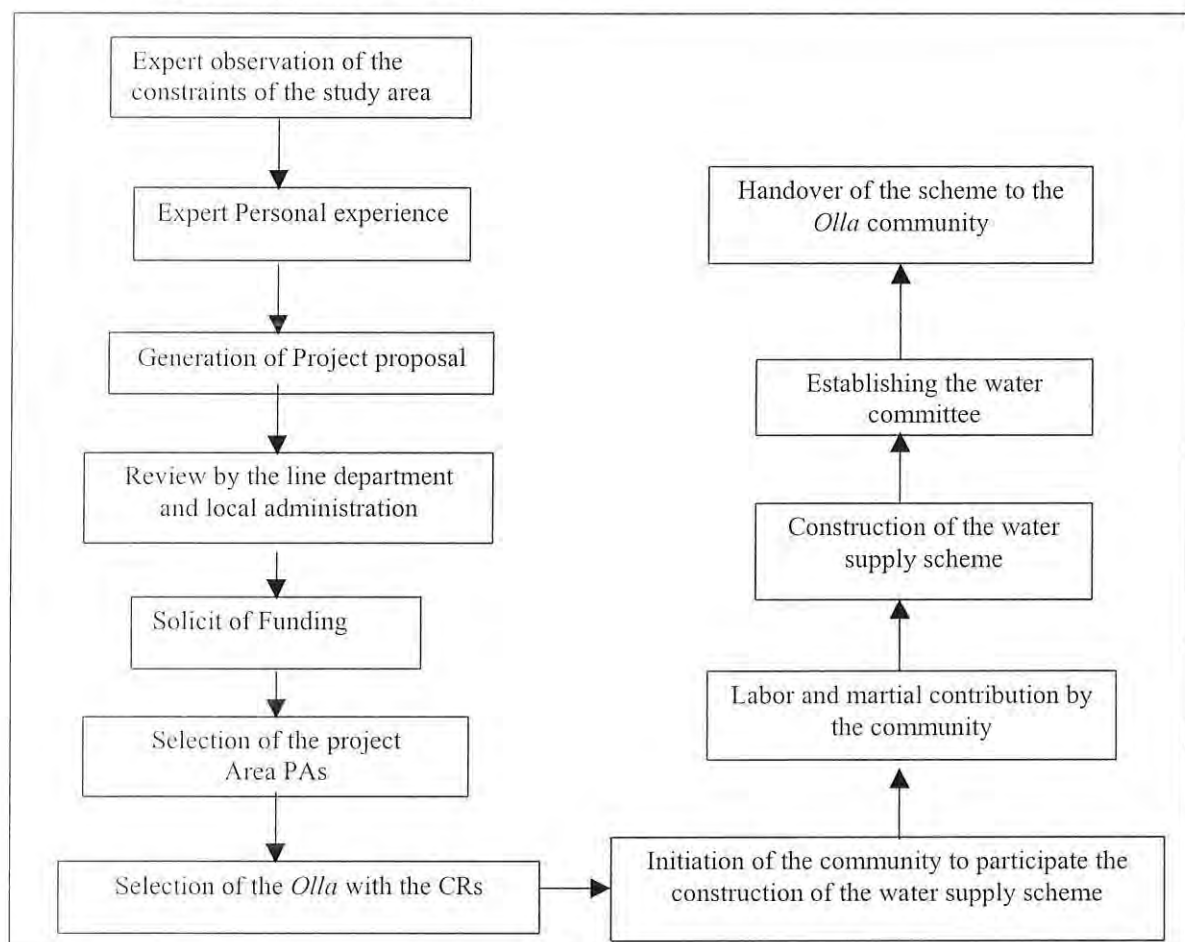 Expert observation of the
constraints of the study area
Expert Personal experience
Generation of Project proposal
Review by the line department
and local administration
Solicit of Funding
Selection of the project
Area PAs
Selection of the Olla with the CRs
Initiation of the community to participate the
construction of the water supply scheme
Labor and martial contribution by
the community
Construction of the water
supply scheme
Establishing the water
committee
Handover of the scheme to the
Olla community